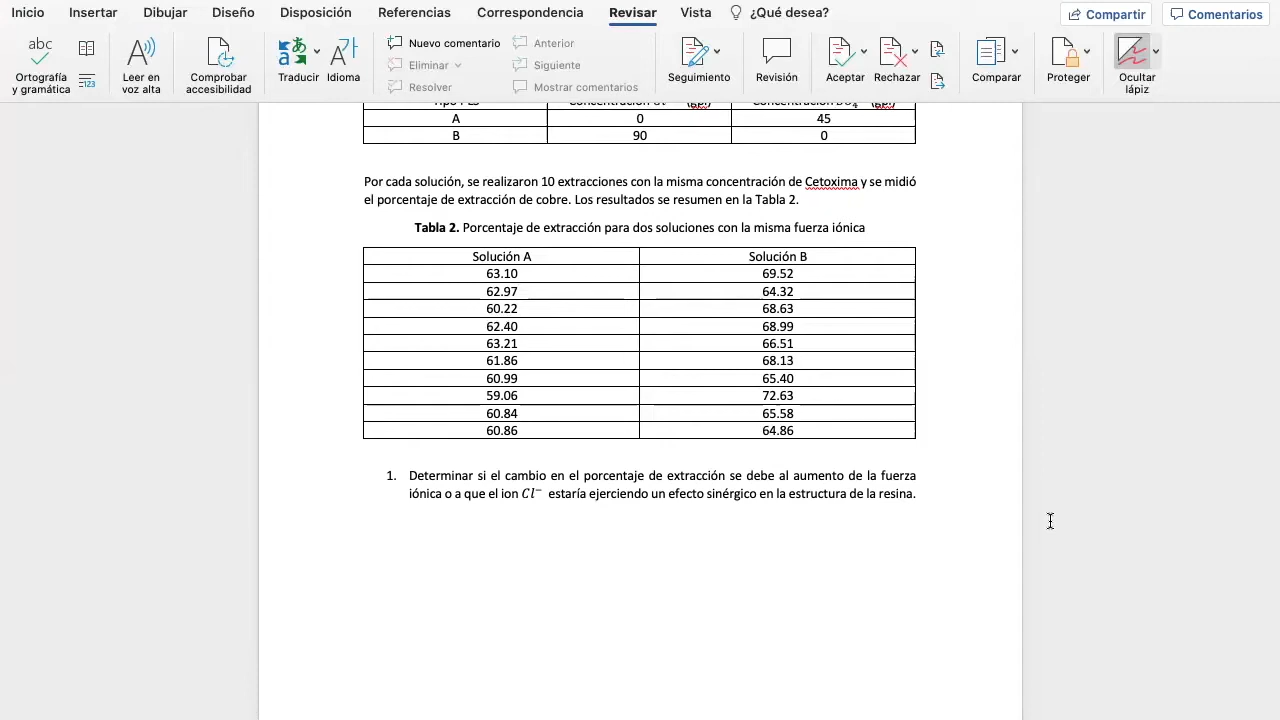 Inicio Insertar Dibujar Diseño Disposición Referencias Correspondencia Revisar Vista ¿Qué desea? Compartir Comentarios
abc Ortografía y gramática
123
A Leer en voz alta
Comprobar accesibilidad
a Traducir
A Idioma
Nuevo comentario Anterior
Eliminar Siguiente
Resolver Mostrar comentarios
Seguimiento
Revisión
Aceptar Rechazar
Comparar
Proteger
Ocultar lápiz
A 0 45
B 90 0
Por cada solución, se realizaron 10 extracciones con la misma concentración de Cetoxima y se midió
el porcentaje de extracción de cobre. Los resultados se resumen en la Tabla 2.
Tabla 2. Porcentaje de extracción para dos soluciones con la misma fuerza iónica
Solución A Solución B
63.10 69.52
62.97 64.32
60.22 68.63
62.40 68.99
63.21 66.51
61.86 68.13
60.99 65.40
59.06 72.63
60.84 65.58
60.86 64.86
1. Determinar si el cambio en el porcentaje de extracción se debe al aumento de la fuerza
iónica o a que el ion Cl⁻ estaría ejerciendo un efecto sinérgico en la estructura de la resina.